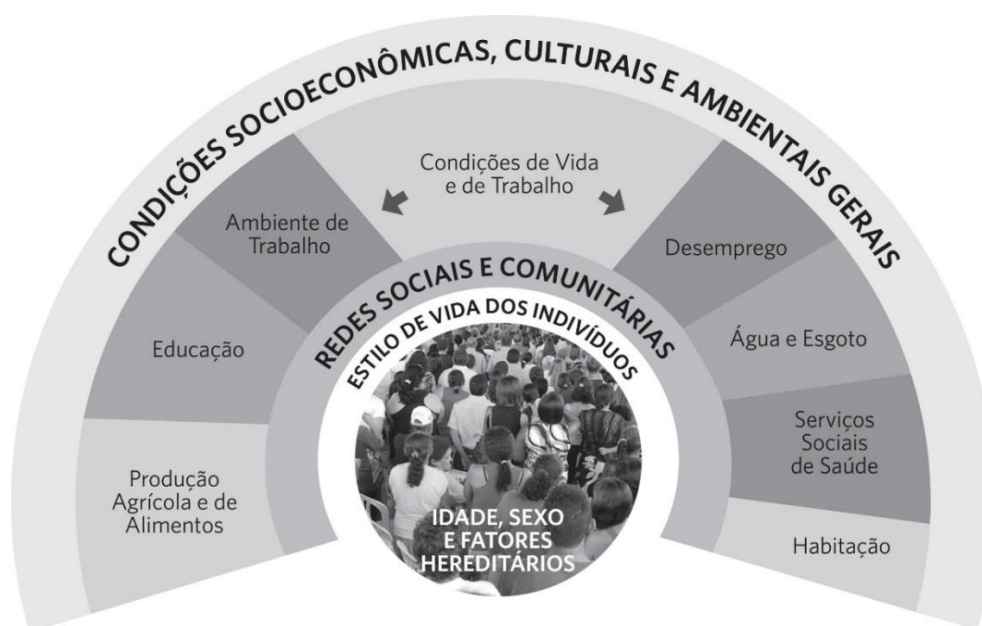 CONDIÇÕES SOCIOECONÔMICAS, CULTURAIS E AMBIENTAIS GERAIS
Condições de Vida
e de Trabalho
Ambiente de
Trabalho
Desemprego
Educação
Água e Esgoto
Produção
Agrícola e de
Alimentos
Serviços
Sociais
de Saúde
Habitação
REDES SOCIAIS E COMUNITÁRIAS
ESTILO DE VIDA DOS INDIVÍDUOS
IDADE, SEXO
E FATORES
HEREDITÁRIOS